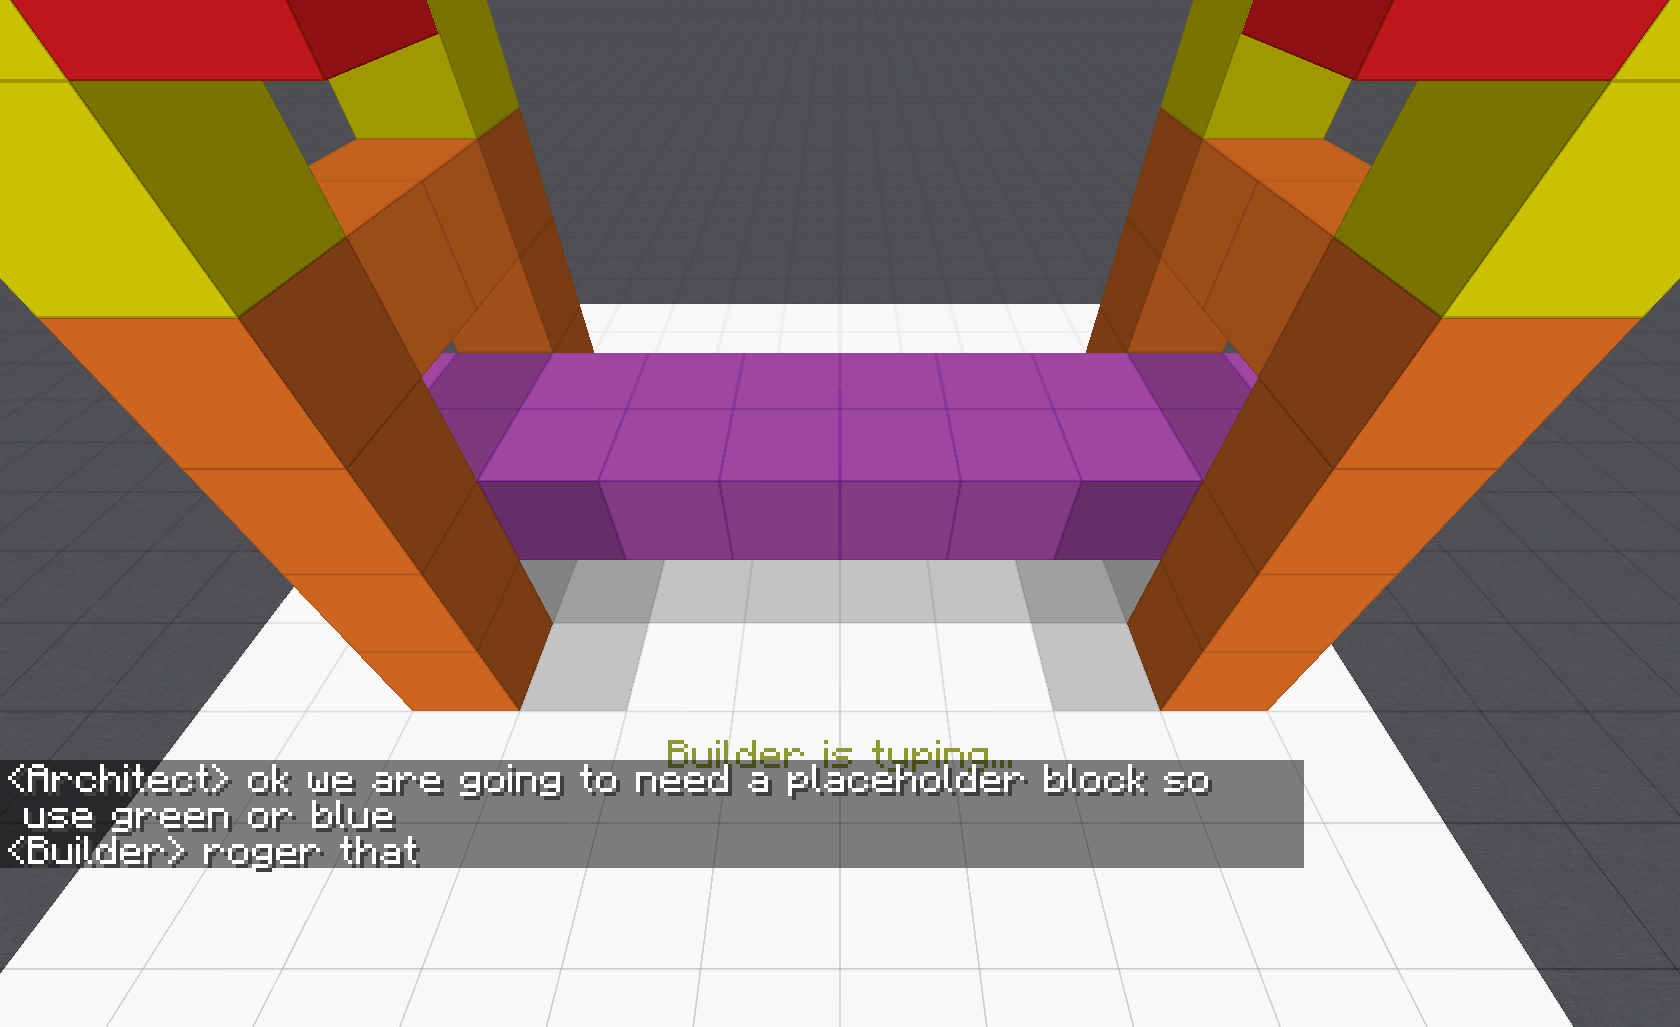 Builder is typing...
<Architect> ok we are going to need a placeholder block so
use green or blue
<Builder> roger that